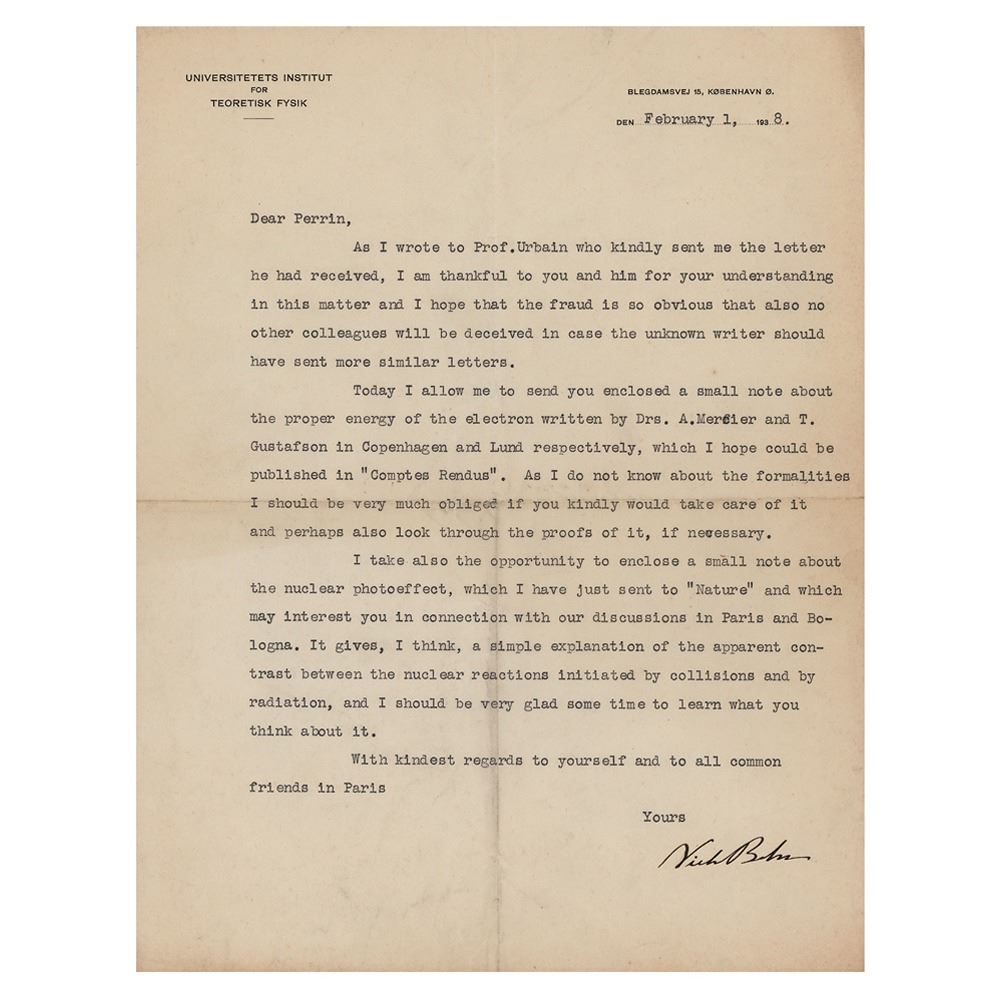 UNIVERSITETETS INSTITUT
FOR
TEORETISK FYSIK
BLEGDAMSVEJ 15, KØBENHAVN Ø.
DEN February 1, 1938.
Dear Perrin,
As I wrote to Prof.Urbain who kindly sent me the letter
he had received, I am thankful to you and him for your understanding
in this matter and I hope that the fraud is so obvious that also no
other colleagues will be deceived in case the unknown writer should
have sent more similar letters.
Today I allow me to send you enclosed a small note about
the proper energy of the electron written by Drs. A.Mercier and T.
Gustafson in Copenhagen and Lund respectively, which I hope could be
published in "Comptes Rendus". As I do not know about the formalities
I should be very much obliged if you kindly would take care of it
and perhaps also look through the proofs of it, if necessary.
I take also the opportunity to enclose a small note about
the nuclear photoeffect, which I have just sent to "Nature" and which
may interest you in connection with our discussions in Paris and Bo-
logna. It gives, I think, a simple explanation of the apparent con-
trast between the nuclear reactions initiated by collisions and by
radiation, and I should be very glad some time to learn what you
think about it.
With kindest regards to yourself and to all common
friends in Paris
Yours
Niels Bohr